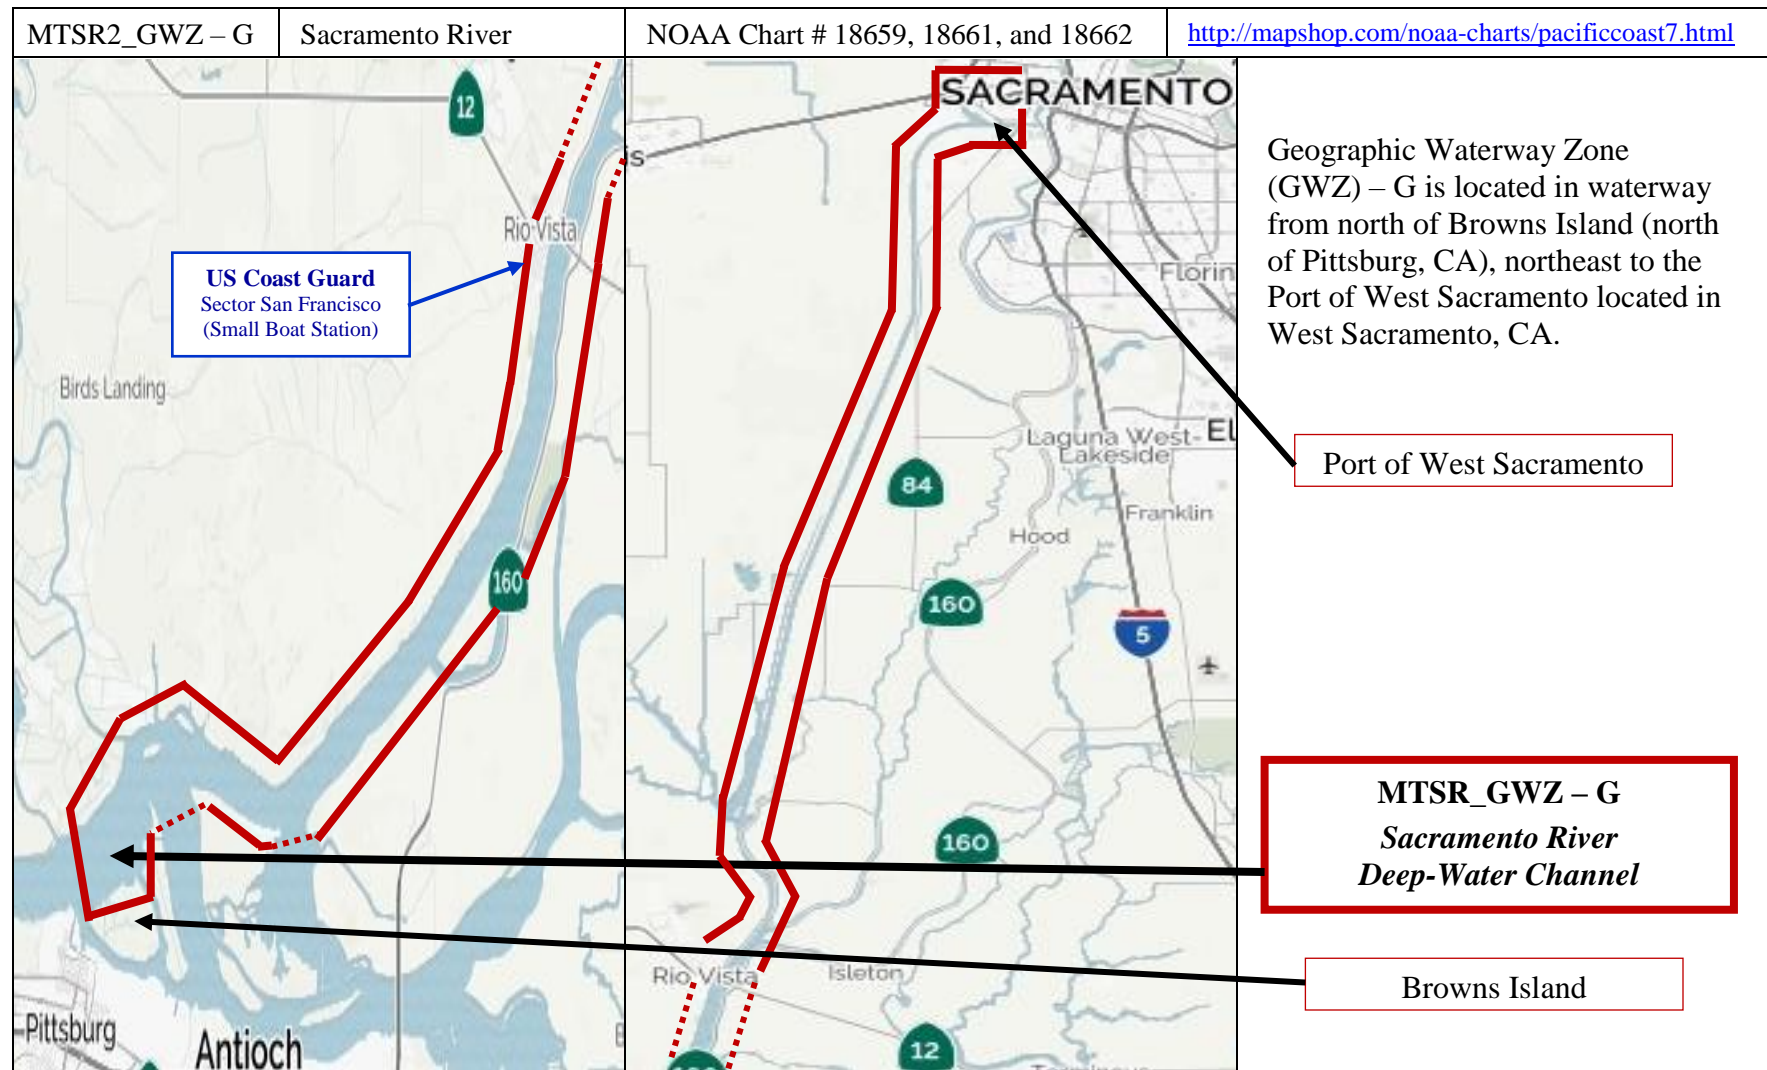 MTSR2_GWZ – G
Sacramento River
NOAA Chart # 18659, 18661, and 18662
http://mapshop.com/noaa-charts/pacificcoast7.html
12
Rio Vista
US Coast Guard
Sector San Francisco
(Small Boat Station)
Birds Landing
160
Pittsburg
Antioch
is
SACRAMENTO
Florin
Laguna West-
Lakeside
El
84
Franklin
Hood
160
5
160
Rio Vista
Isleton
12
Geographic Waterway Zone
(GWZ) – G is located in waterway
from north of Browns Island (north
of Pittsburg, CA), northeast to the
Port of West Sacramento located in
West Sacramento, CA.
Port of West Sacramento
MTSR_GWZ – G
Sacramento River
Deep-Water Channel
Browns Island